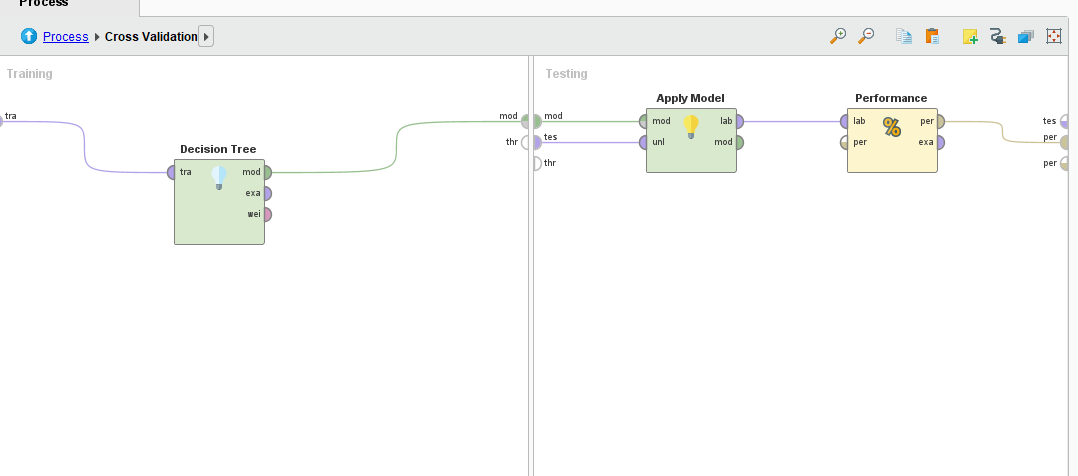 Process
Process Cross Validation
Training
Testing
tra
mod
thr
Decision Tree
tra
mod
exa
wei
mod
tes
thr
Apply Model
mod
lab
unl
mod
Performance
%
lab
per
per
exa
tes
per
per